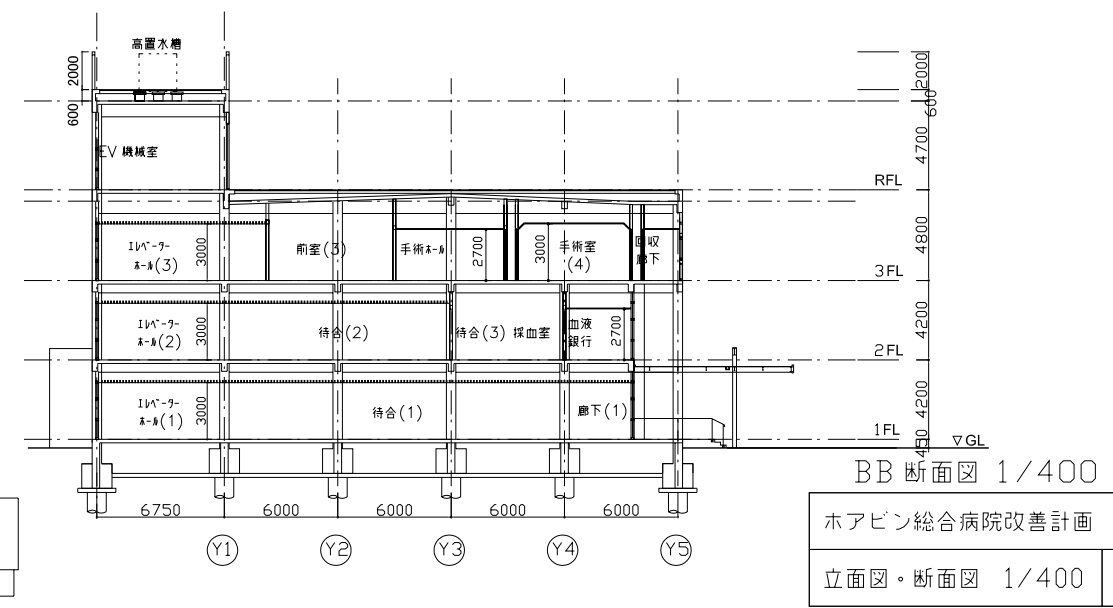 高置水槽
2000
600
2000
600
EV 機械室
4700
RFL
エレベーター
ホール(3)
3000
前室(3)
手術ホール
2700
3000
手術室
(4)
回収
廊下
4800
3FL
エレベーター
ホール(2)
3000
待合(2)
待合(3)
採血室
血液
銀行
2700
4200
2FL
エレベーター
ホール(1)
3000
待合(1)
廊下(1)
4200
1FL
450
▽GL
6750
6000
6000
6000
6000
Y1
Y2
Y3
Y4
Y5
BB 断面図 1/400
ホアビン総合病院改善計画
立面図・断面図 1/400